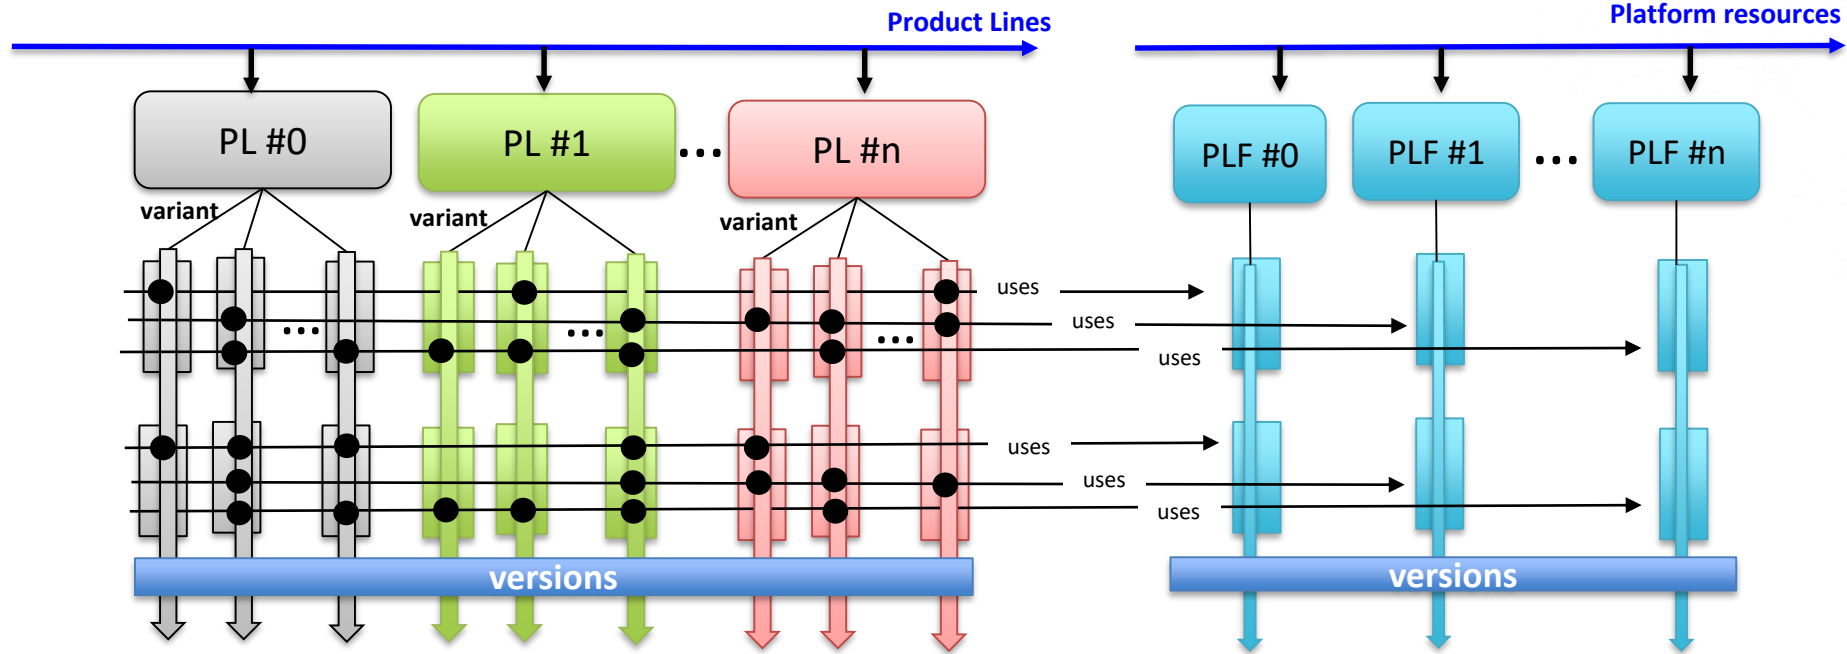 Product Lines
Platform resources
PL #0
PL #1
...
PL #n
PLF #0
PLF #1
...
PLF #n
variant
variant
variant
uses
... ... ...
uses
uses
uses
uses
uses
versions
versions